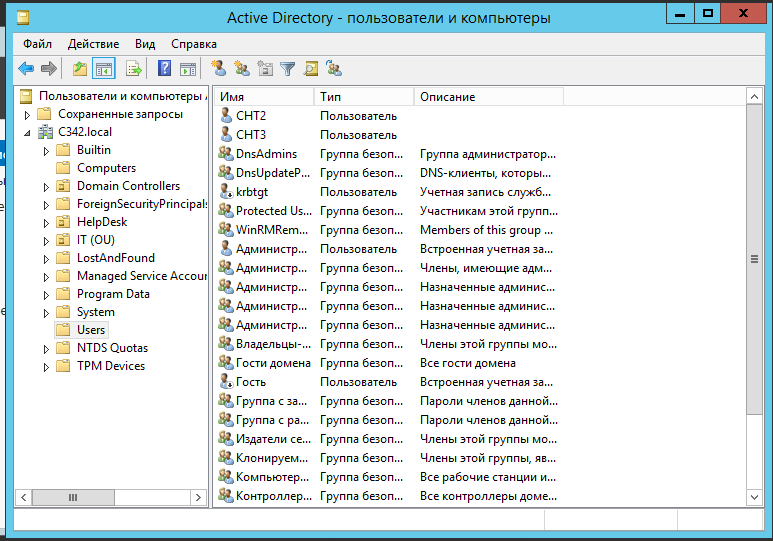 Active Directory - пользователи и компьютеры
Файл Действие Вид Справка
Пользователи и компьютеры
Сохраненные запросы
C342.local
Builtin
Computers
Domain Controllers
ForeignSecurityPrincipals
HelpDesk
IT (OU)
LostAndFound
Managed Service Accour
Program Data
System
Users
NTDS Quotas
TPM Devices
Имя Тип Описание
CHT2 Пользователь
CHT3 Пользователь
DnsAdmins Группа безоп... Группа администратор...
DnsUpdateP... Группа безоп... DNS-клиенты, которы...
krbtgt Пользователь Учетная запись служб...
Protected Us... Группа безоп... Участникам этой групп...
WinRMRem... Группа безоп... Members of this group ...
Администр... Пользователь Встроенная учетная за...
Администр... Группа безоп... Члены, имеющие адм...
Администр... Группа безоп... Назначенные админис...
Администр... Группа безоп... Назначенные админис...
Администр... Группа безоп... Назначенные админис...
Владельцы-... Группа безоп... Члены этой группы мо...
Гости домена Группа безоп... Все гости домена
Гость Пользователь Встроенная учетная за...
Группа с за... Группа безоп... Пароли членов данной...
Группа с ра... Группа безоп... Пароли членов данной...
Издатели се... Группа безоп... Члены этой группы мо...
Клонируем... Группа безоп... Члены этой группы, яв...
Компьютер... Группа безоп... Все рабочие станции и...
Контроллер... Группа безоп... Все контроллеры доме...